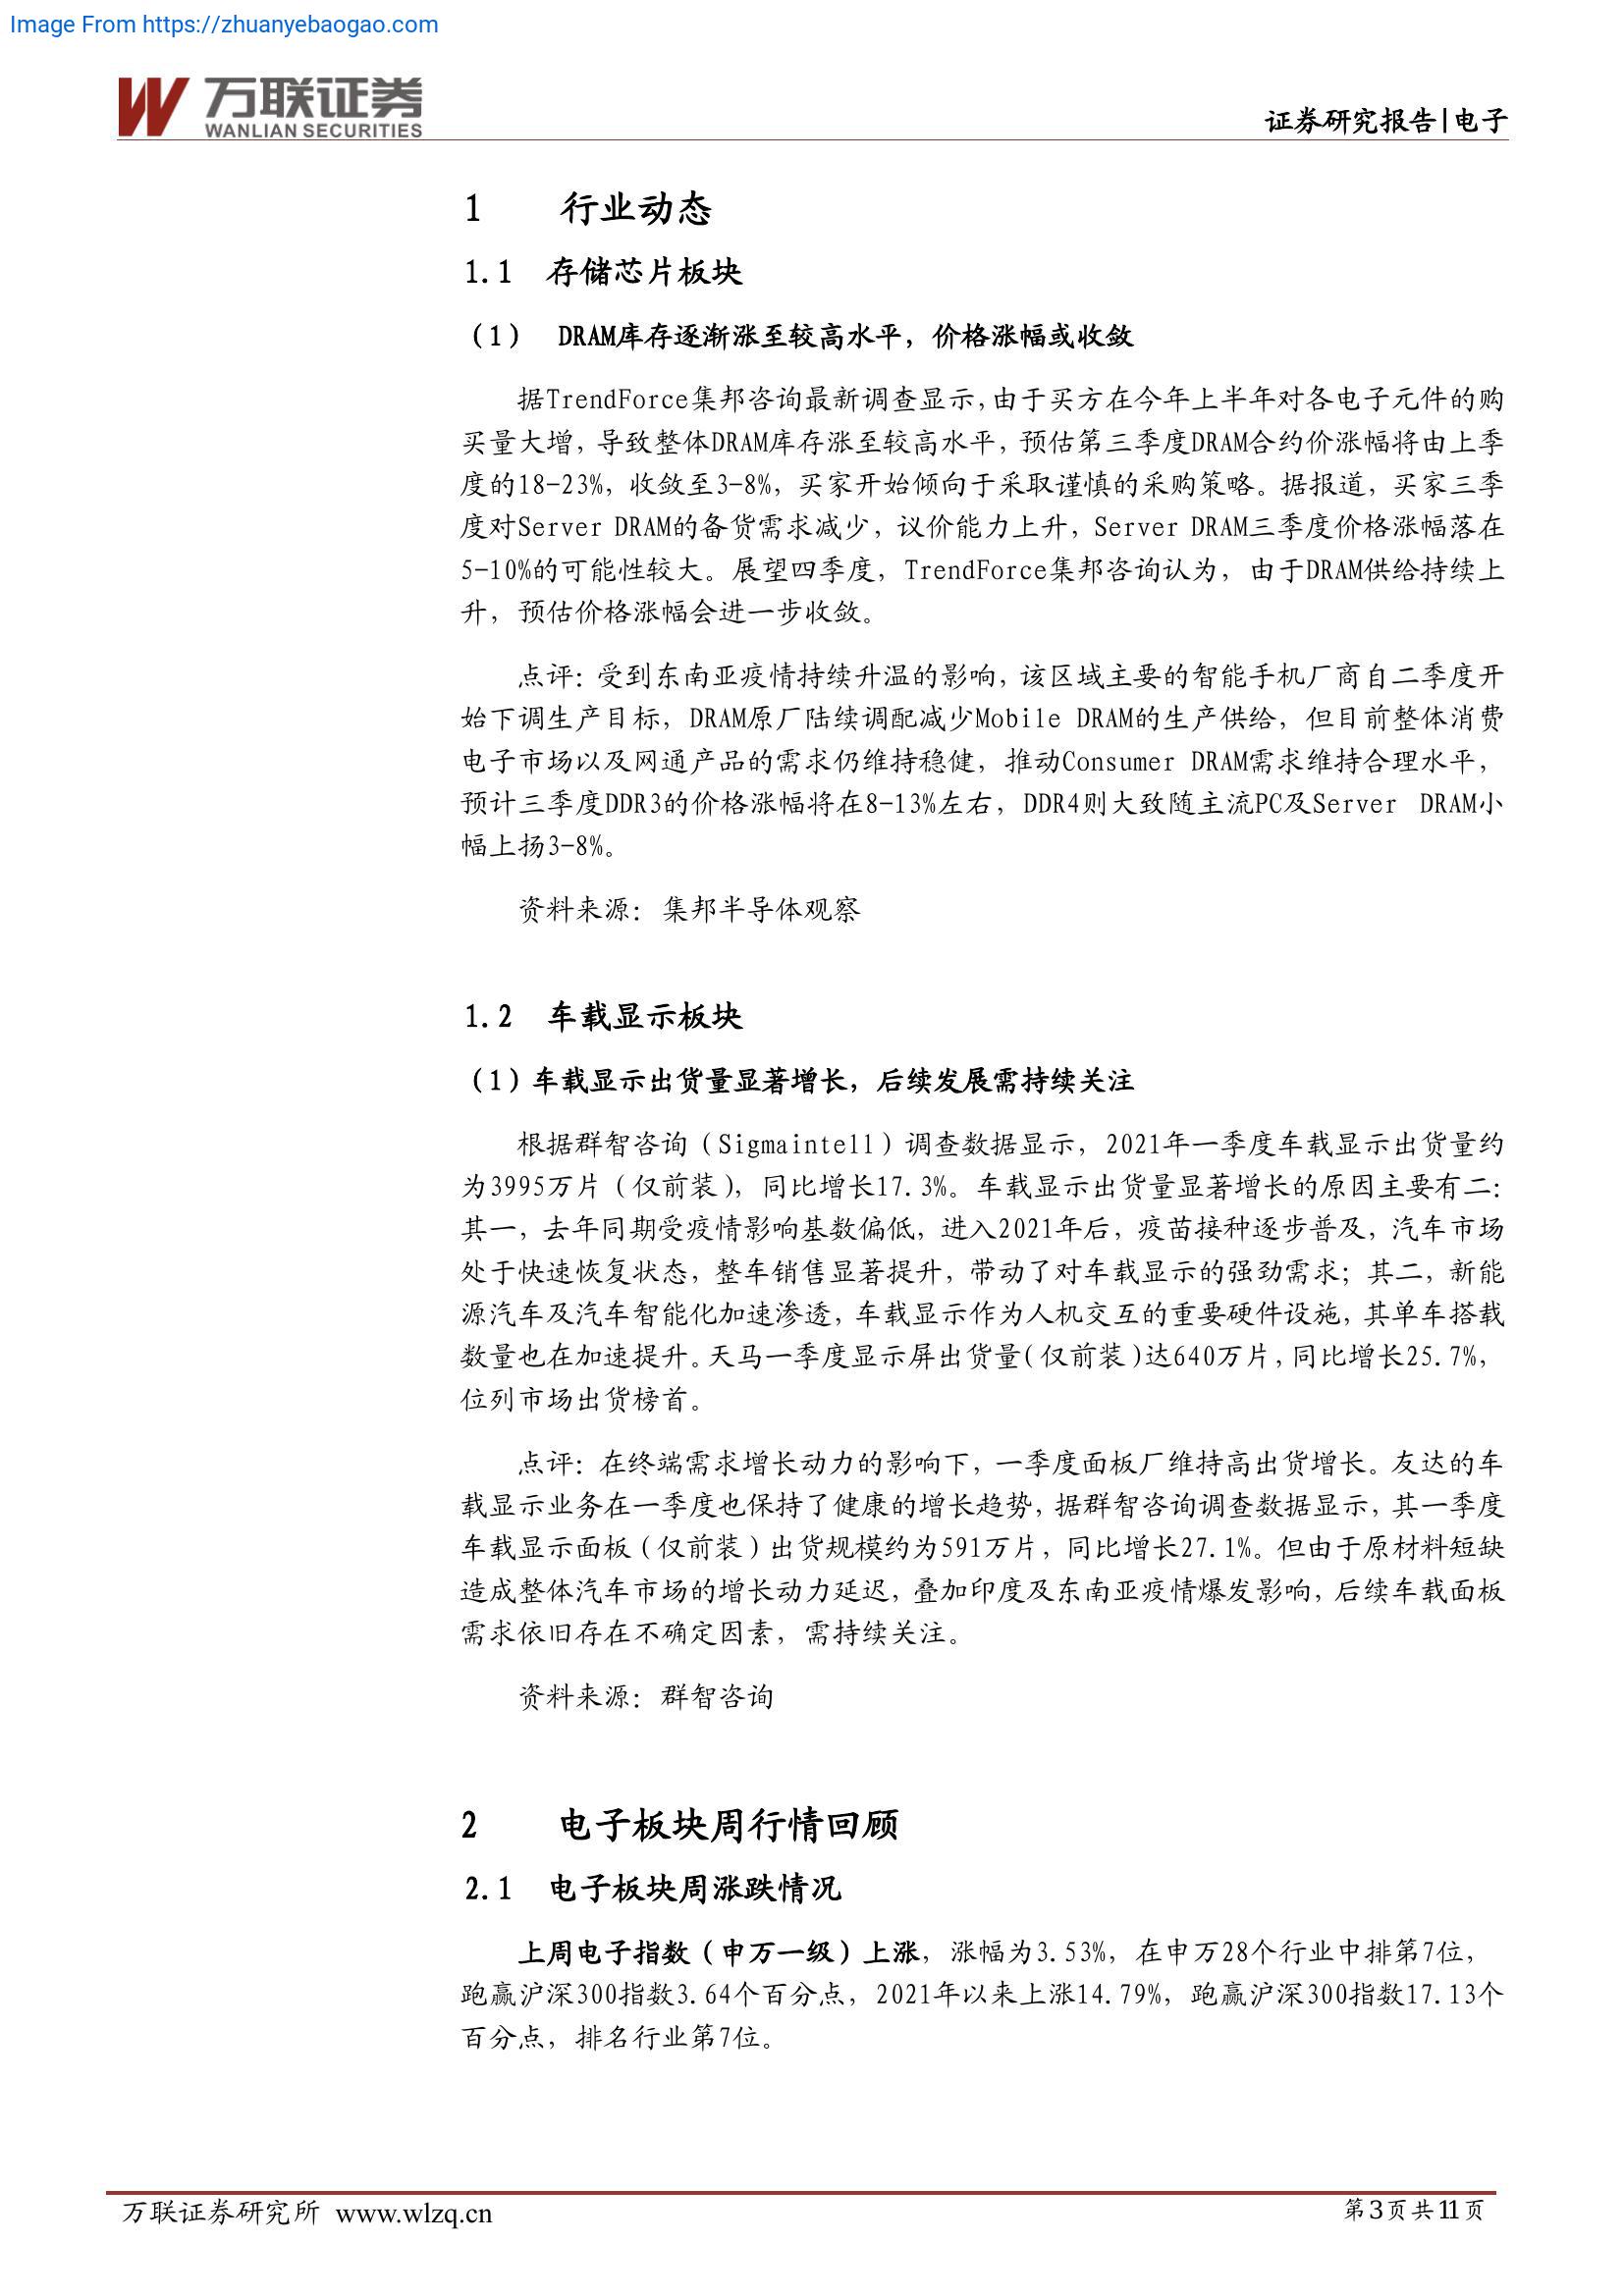 Image From https://zhuanyebaogao.com
万联证券
WANLIAN SECURITIES
证券研究报告|电子
1 行业动态
1.1 存储芯片板块
（1） DRAM库存逐渐涨至较高水平，价格涨幅或收敛
据TrendForce集邦咨询最新调查显示，由于买方在今年上半年对各电子元件的购
买量大增，导致整体DRAM库存涨至较高水平，预估第三季度DRAM合约价涨幅将由上季
度的18-23%，收敛至3-8%，买家开始倾向于采取谨慎的采购策略。据报道，买家三季
度对Server DRAM的备货需求减少，议价能力上升，Server DRAM三季度价格涨幅落在
5-10%的可能性较大。展望四季度，TrendForce集邦咨询认为，由于DRAM供给持续上
升，预估价格涨幅会进一步收敛。
点评：受到东南亚疫情持续升温的影响，该区域主要的智能手机厂商自二季度开
始下调生产目标，DRAM原厂陆续调配减少Mobile DRAM的生产供给，但目前整体消费
电子市场以及网通产品的需求仍维持稳健，推动Consumer DRAM需求维持合理水平，
预计三季度DDR3的价格涨幅将在8-13%左右，DDR4则大致随主流PC及Server DRAM小
幅上扬3-8%。
资料来源：集邦半导体观察
1.2 车载显示板块
（1）车载显示出货量显著增长，后续发展需持续关注
根据群智咨询（Sigmaintell）调查数据显示，2021年一季度车载显示出货量约
为3995万片（仅前装），同比增长17.3%。车载显示出货量显著增长的原因主要有二：
其一，去年同期受疫情影响基数偏低，进入2021年后，疫苗接种逐步普及，汽车市场
处于快速恢复状态，整车销售显著提升，带动了对车载显示的强劲需求；其二，新能
源汽车及汽车智能化加速渗透，车载显示作为人机交互的重要硬件设施，其单车搭载
数量也在加速提升。天马一季度显示屏出货量（仅前装）达640万片，同比增长25.7%，
位列市场出货榜首。
点评：在终端需求增长动力的影响下，一季度面板厂维持高出货增长。友达的车
载显示业务在一季度也保持了健康的增长趋势，据群智咨询调查数据显示，其一季度
车载显示面板（仅前装）出货规模约为591万片，同比增长27.1%。但由于原材料短缺
造成整体汽车市场的增长动力延迟，叠加印度及东南亚疫情爆发影响，后续车载面板
需求依旧存在不确定因素，需持续关注。
资料来源：群智咨询
2 电子板块周行情回顾
2.1 电子板块周涨跌情况
上周电子指数（申万一级）上涨，涨幅为3.53%，在申万28个行业中排第7位，
跑赢沪深300指数3.64个百分点，2021年以来上涨14.79%，跑赢沪深300指数17.13个
百分点，排名行业第7位。
万联证券研究所 www.wlzq.cn
第3页共11页